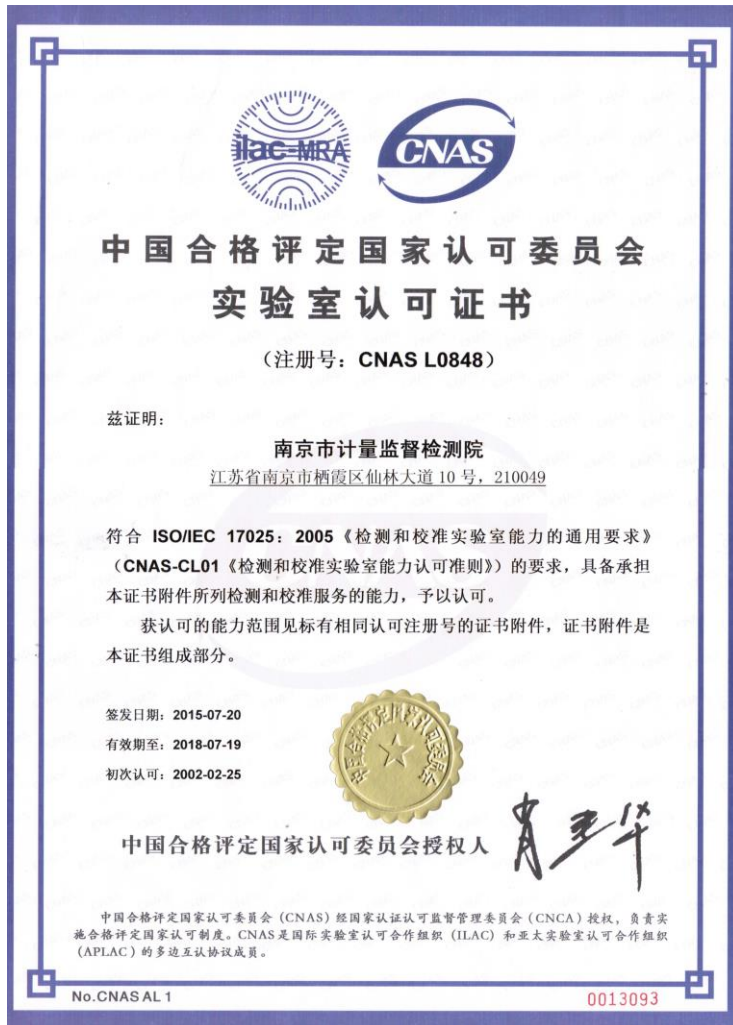 ilac-MRA
CNAS
中国合格评定国家认可委员会
实验室认可证书
（注册号：CNAS L0848）
兹证明：
南京市计量监督检测院
江苏省南京市栖霞区仙林大道 10 号，210049
符合 ISO/IEC 17025：2005《检测和校准实验室能力的通用要求》
（CNAS-CL01《检测和校准实验室能力认可准则》）的要求，具备承担
本证书附件所列检测和校准服务的能力，予以认可。
获认可的能力范围见标有相同认可注册号的证书附件，证书附件是
本证书组成部分。
签发日期：2015-07-20
有效期至：2018-07-19
初次认可：2002-02-25
中国合格评定国家认可委员会
中国合格评定国家认可委员会授权人
中国合格评定国家认可委员会（CNAS）经国家认证认可监督管理委员会（CNCA）授权，负责实
施合格评定国家认可制度。CNAS是国际实验室认可合作组织（ILAC）和亚太实验室认可合作组织
（APLAC）的多边互认协议成员。
No.CNAS AL 1
0013093